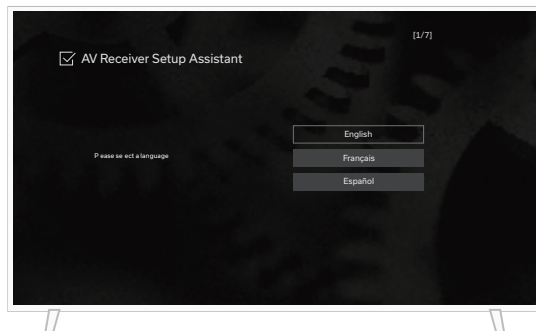 [1/7]
AV Receiver Setup Assistant
P ease se ect a language
English
Français
Español